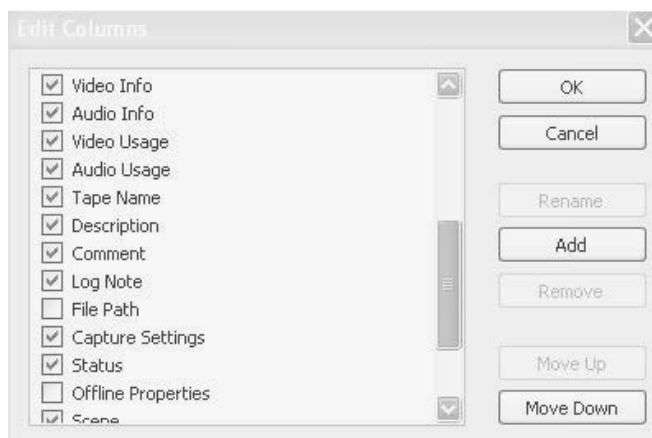 Edit Columns
Video Info
Audio Info
Video Usage
Audio Usage
Tape Name
Description
Comment
Log Note
File Path
Capture Settings
Status
Offline Properties
Scene
OK
Cancel
Rename
Add
Remove
Move Up
Move Down